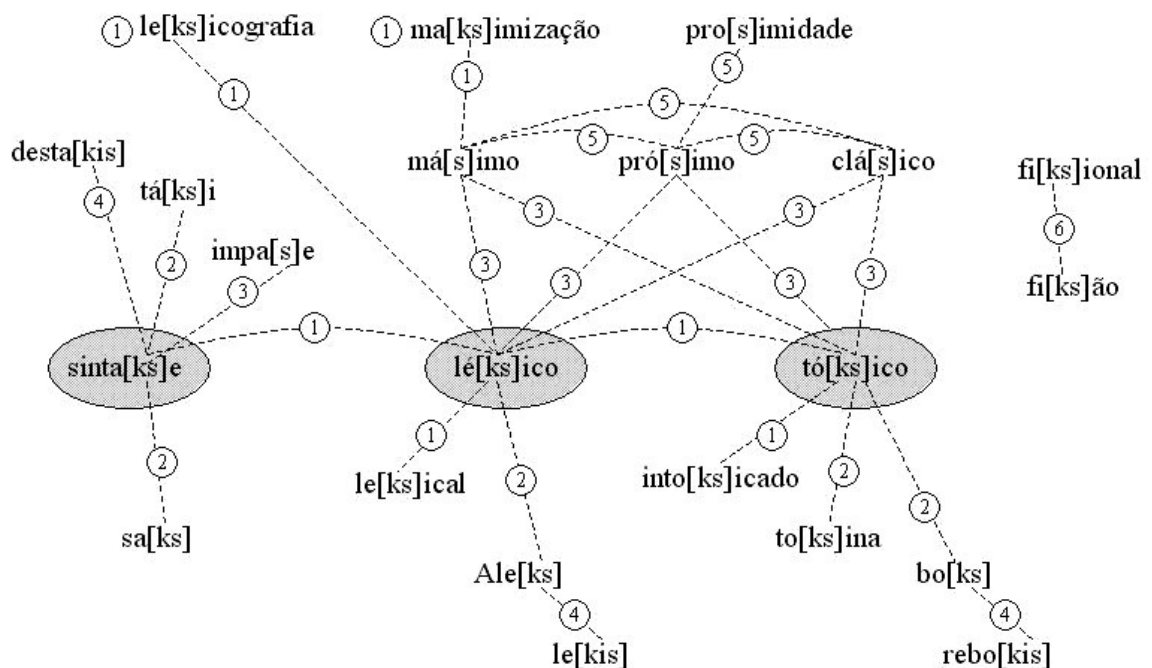 ① le[ks]icografia
① ma[ks]imização
pro[s]imidade
①
①
⑤
⑤
⑤
⑤
desta[kis]
tá[ks]i
impa[s]e
má[s]imo
pró[s]imo
clá[s]ico
fi[ks]ional
④
②
③
③
③
③
⑥
③
③
③
fi[ks]ão
①
①
sinta[ks]e
lé[ks]ico
tó[ks]ico
②
①
②
①
②
②
le[ks]ical
into[ks]icado
sa[ks]
to[ks]ina
Ale[ks]
bo[ks]
④
④
le[kis]
rebo[kis]